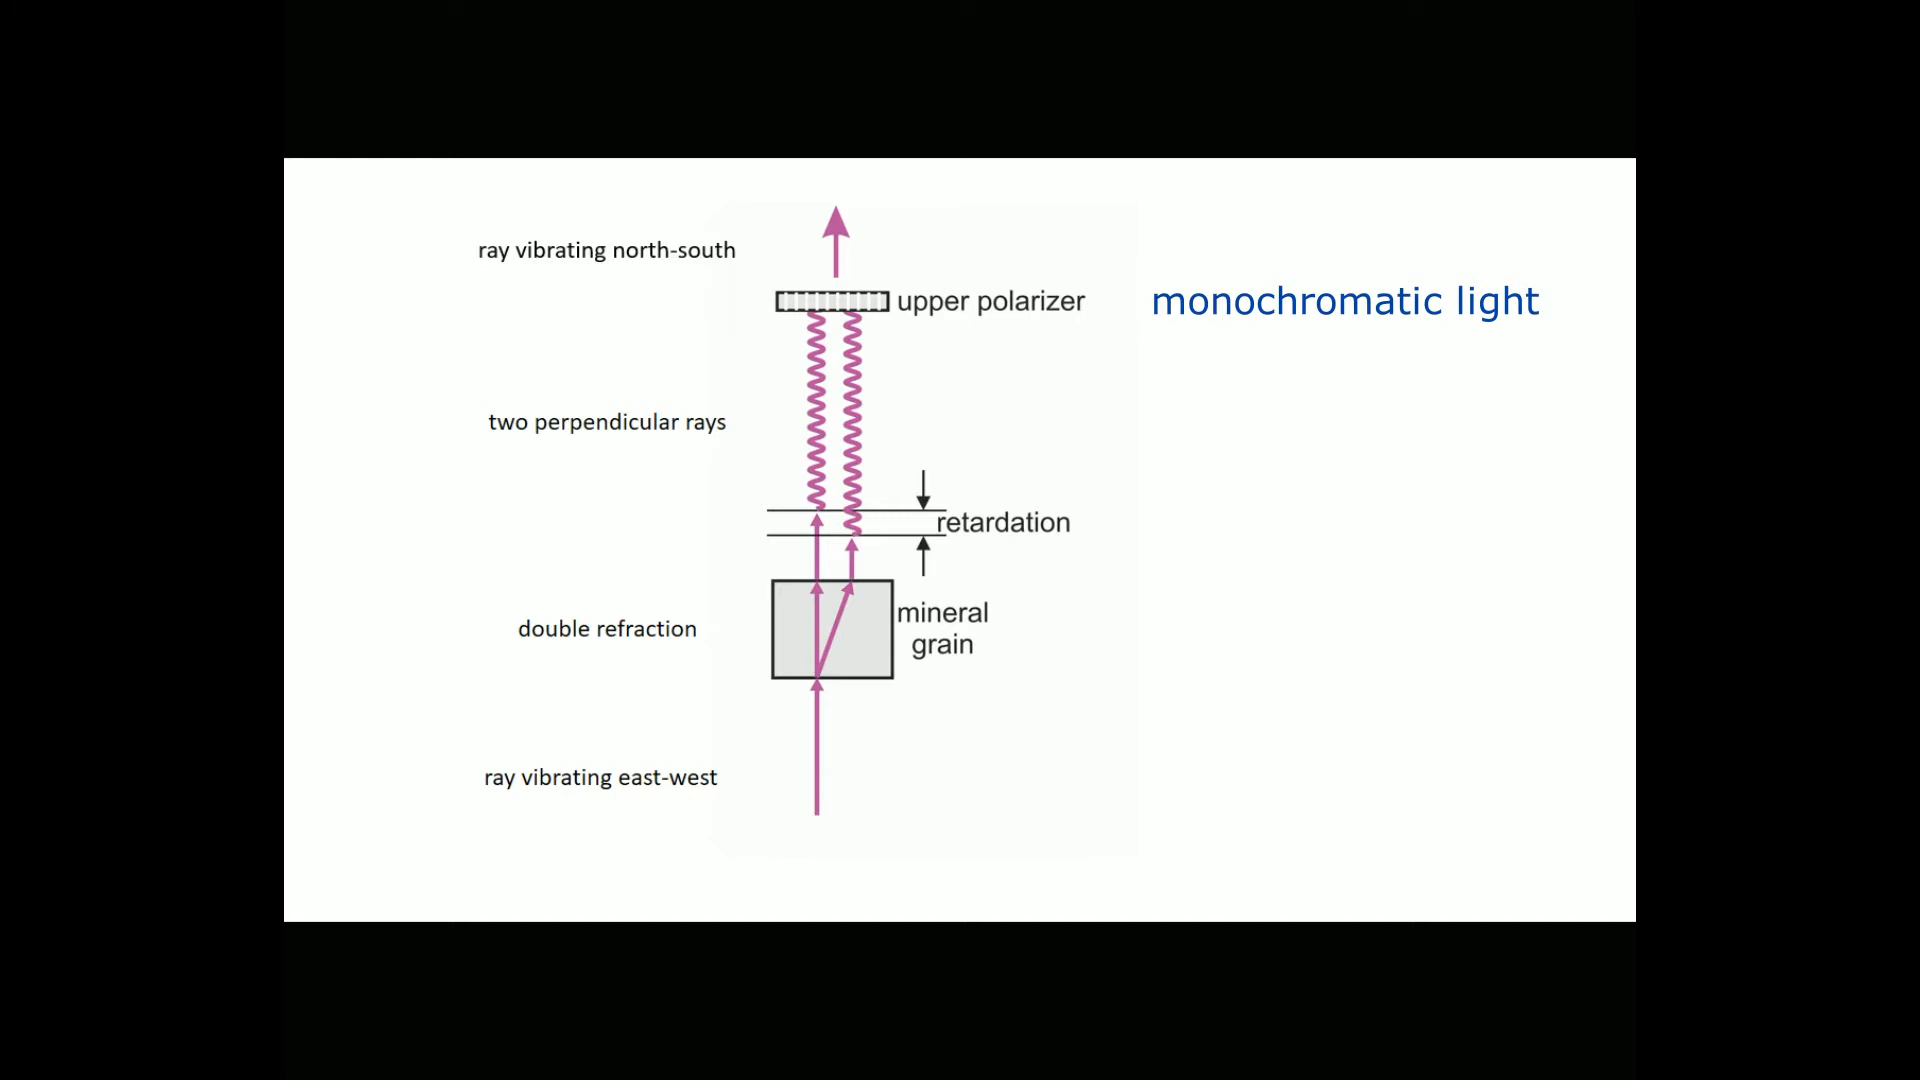 ray vibrating north-south
upper polarizer
monochromatic light
two perpendicular rays
retardation
double refraction
mineral
grain
ray vibrating east-west